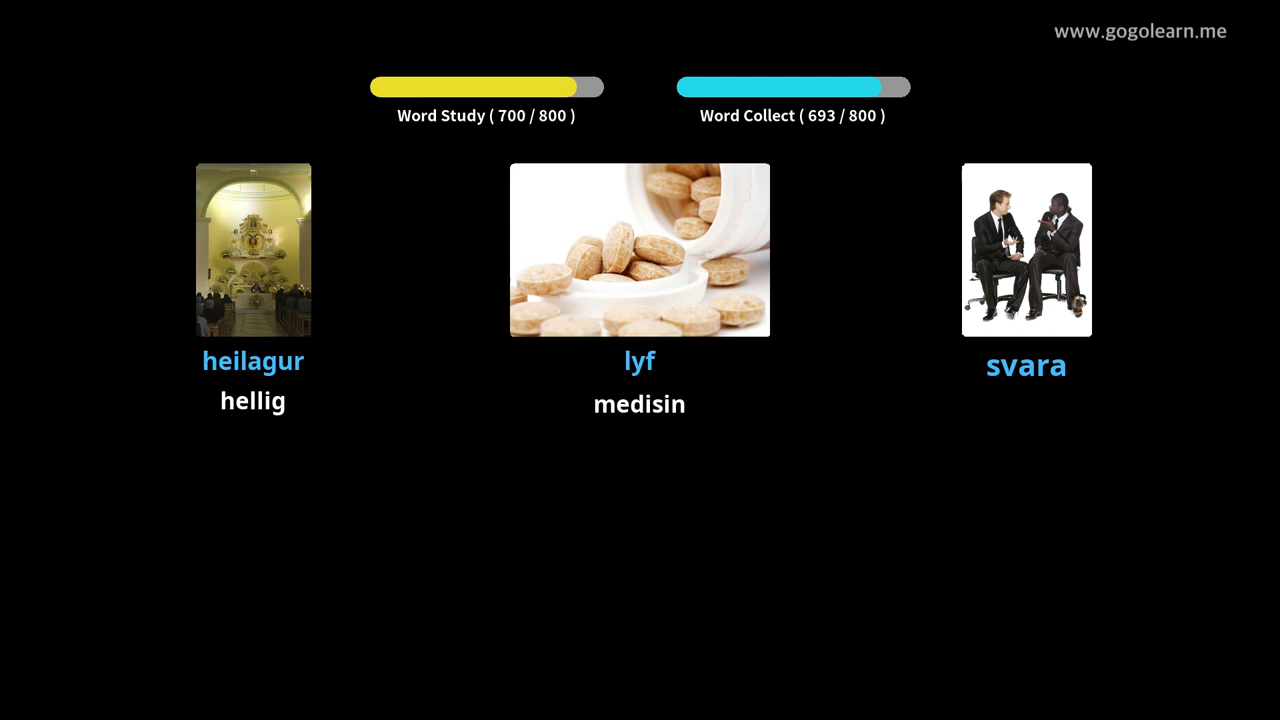 www.gogolearn.me
Word Study ( 700 / 800 )
Word Collect ( 693 / 800 )
heilagur
hellig
lyf
medisin
svara